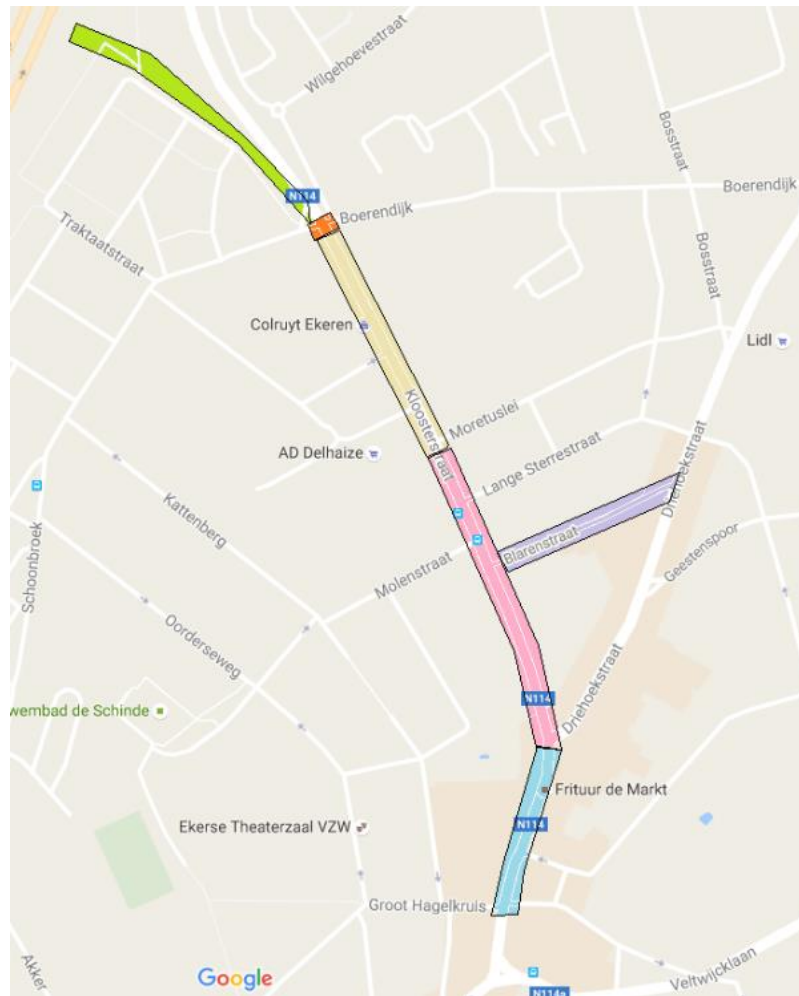 Wilgehoevestraat
Bosstraat
N114
Boerendijk
Boerendijk
Traktaatstraat
Bosstraat
Colruyt Ekeren
Lidl
Kloosterstraat
Moretuslei
AD Delhaize
Lange Sterrestraat
Driehoekstraat
Kattenberg
Blarenstraat
Geestenspoor
Schoonbroek
Molenstraat
Oorderseweg
wembad de Schinde
N114
Driehoekstraat
Frituur de Markt
Ekerse Theaterzaal VZW
N114
Groot Hagelkruis
Akker
Google
Veltwijcklaan
N114a